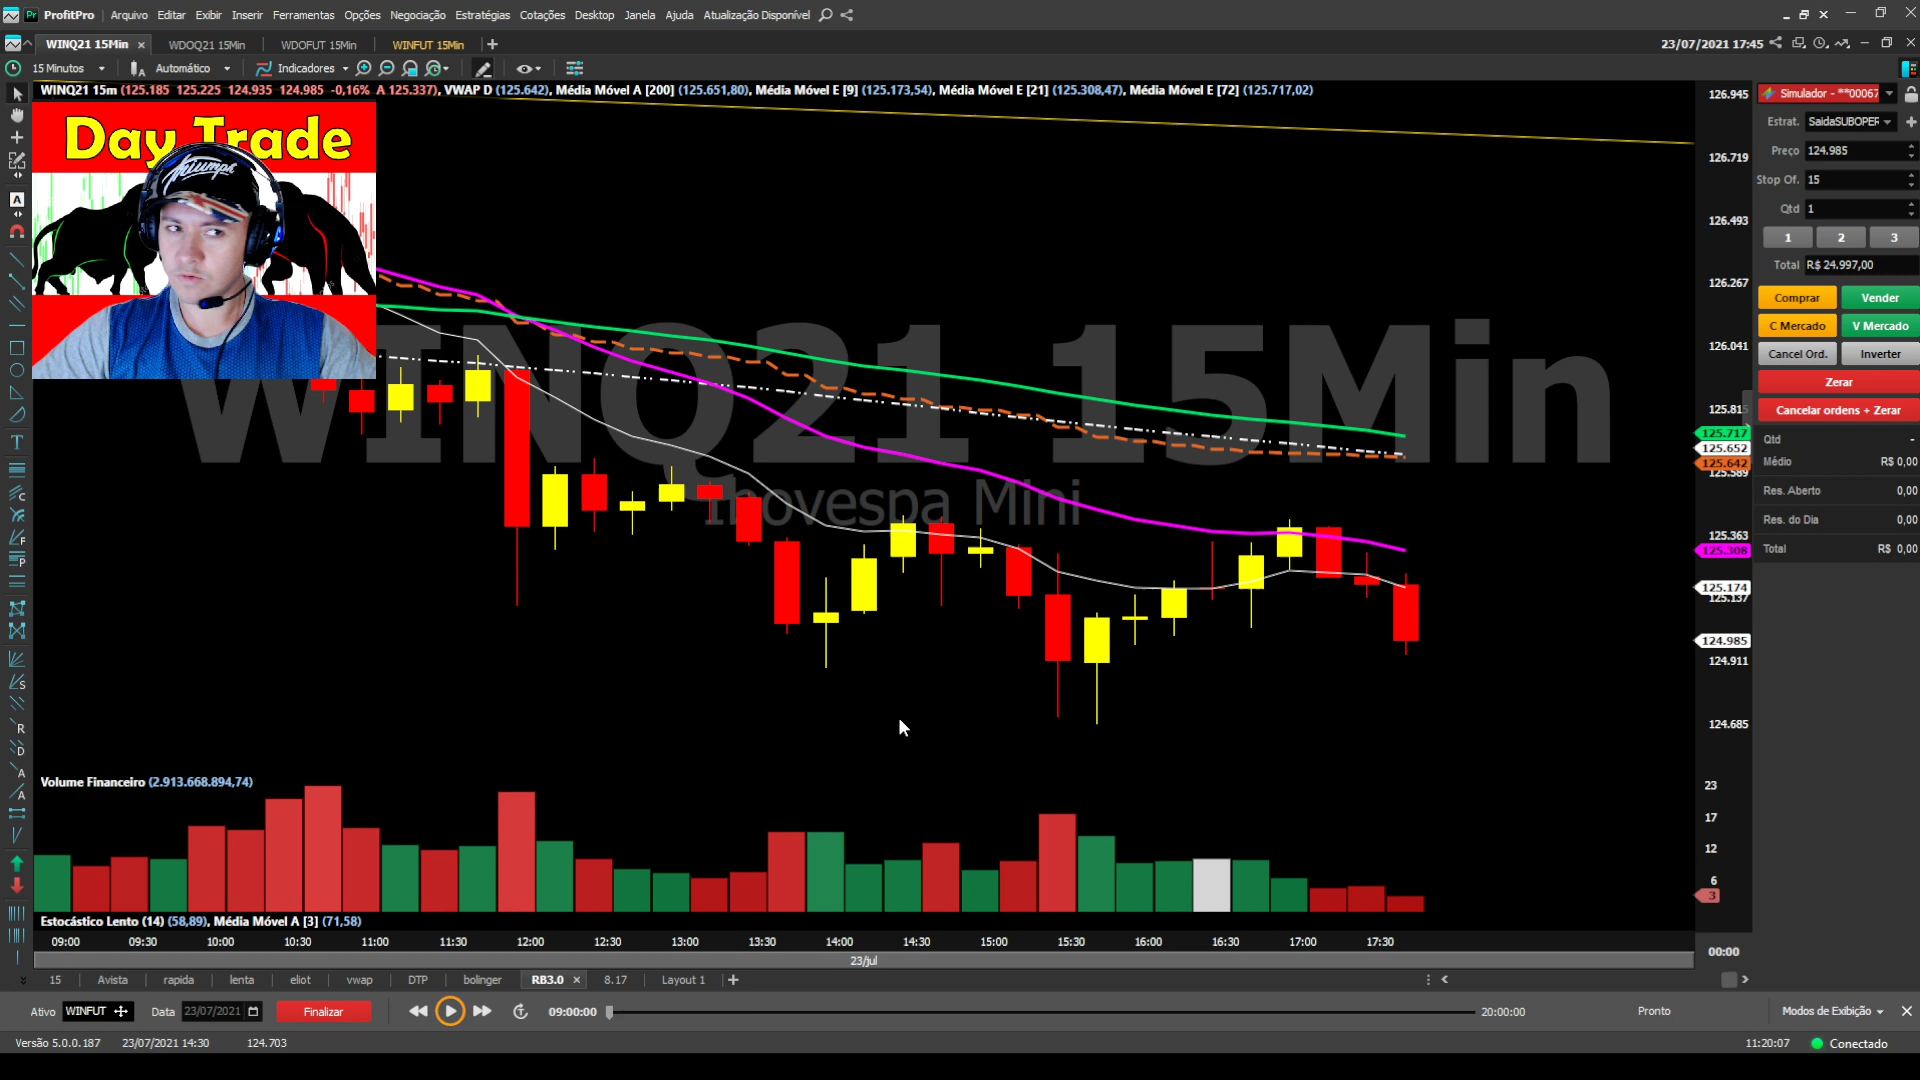 ProfitPro Arquivo Editar Exibir Inserir Ferramentas Opções Negociação Estratégias Cotações Desktop Janela Ajuda Atualização Disponível
WINQ21 15Min WDOQ21 15Min WDOFUT 15Min WINFUT 15Min 23/07/2021 17:45
15 Minutos Automático Indicadores
WINQ21 15m (125.185 125.225 124.935 124.985 -0,16% A 125.337), VWAP D (125.642), Média Móvel A [200] (125.651,80), Média Móvel E [9] (125.173,54), Média Móvel E [21] (125.308,47), Média Móvel E [72] (125.717,02)
Day Trade
Triumph
WINQ21 15Min
Ibovespa Mini
126.945
126.719
126.493
126.267
126.041
125.815
125.717
125.652
125.642
125.589
125.363
125.308
125.174
125.137
124.985
124.911
124.685
Simulador - **00067
Estrat. SaidaSUBOPER
Preço 124.985
Stop Of. 15
Qtd 1
1 2 3
Total R$ 24.997,00
Comprar Vender
C Mercado V Mercado
Cancel Ord. Inverter
Zerar
Cancelar ordens + Zerar
Qtd -
Médio R$ 0,00
Res. Aberto 0,00
Res. do Dia 0,00
Total R$ 0,00
Volume Financeiro (2.913.668.894,74)
23
17
12
6
3
Estocástico Lento (14) (58,89), Média Móvel A [3] (71,58)
09:00 09:30 10:00 10:30 11:00 11:30 12:00 12:30 13:00 13:30 14:00 14:30 15:00 15:30 16:00 16:30 17:00 17:30 00:00
23/jul
15 Avista rapida lenta eliot vwap DTP bolinger RB3.0 8.17 Layout 1
Ativo WINFUT Data 23/07/2021 Finalizar 09:00:00 20:00:00 Pronto Modos de Exibição
Versão 5.0.0.187 23/07/2021 14:30 124.703 11:20:07 Conectado